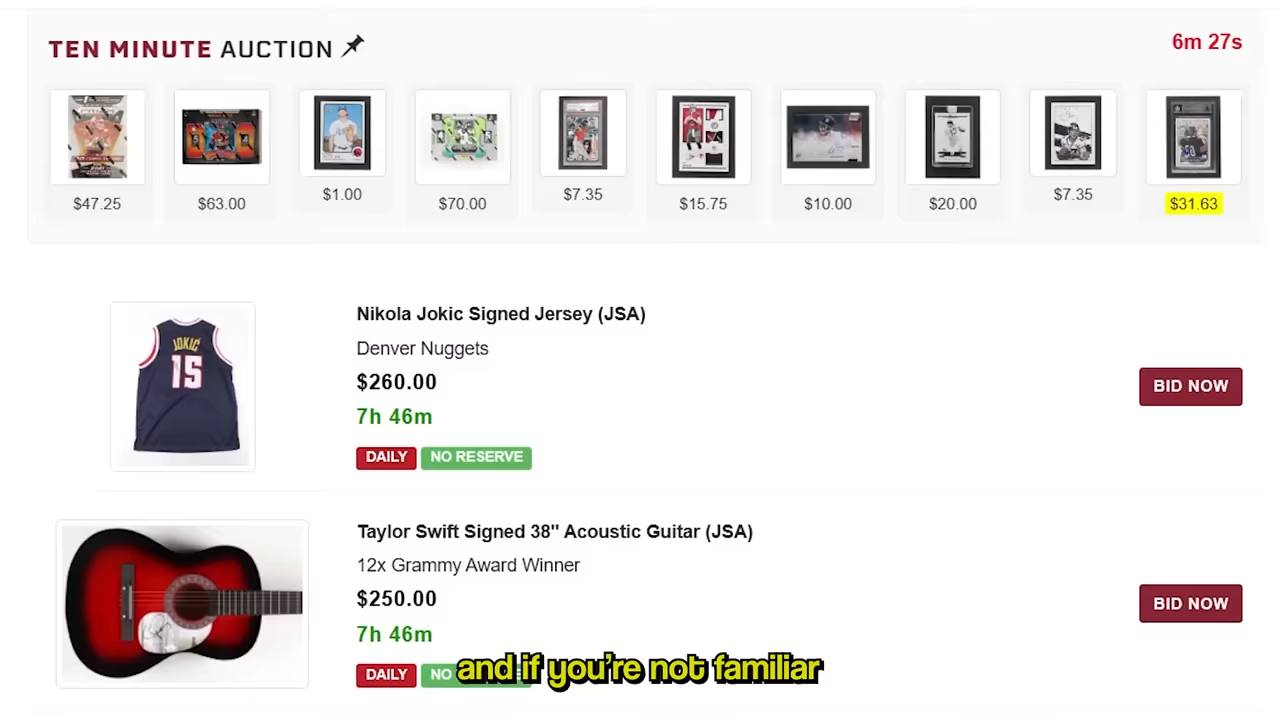 TEN MINUTE AUCTION
6m 27s
$47.25
$63.00
$1.00
$70.00
$7.35
$15.75
$10.00
$20.00
$7.35
$31.63
JOKIĆ
15
Nikola Jokic Signed Jersey (JSA)
Denver Nuggets
$260.00
7h 46m
DAILY
NO RESERVE
BID NOW
Taylor Swift Signed 38" Acoustic Guitar (JSA)
12x Grammy Award Winner
$250.00
7h 46m
DAILY
NO
BID NOW
and if you're not familiar